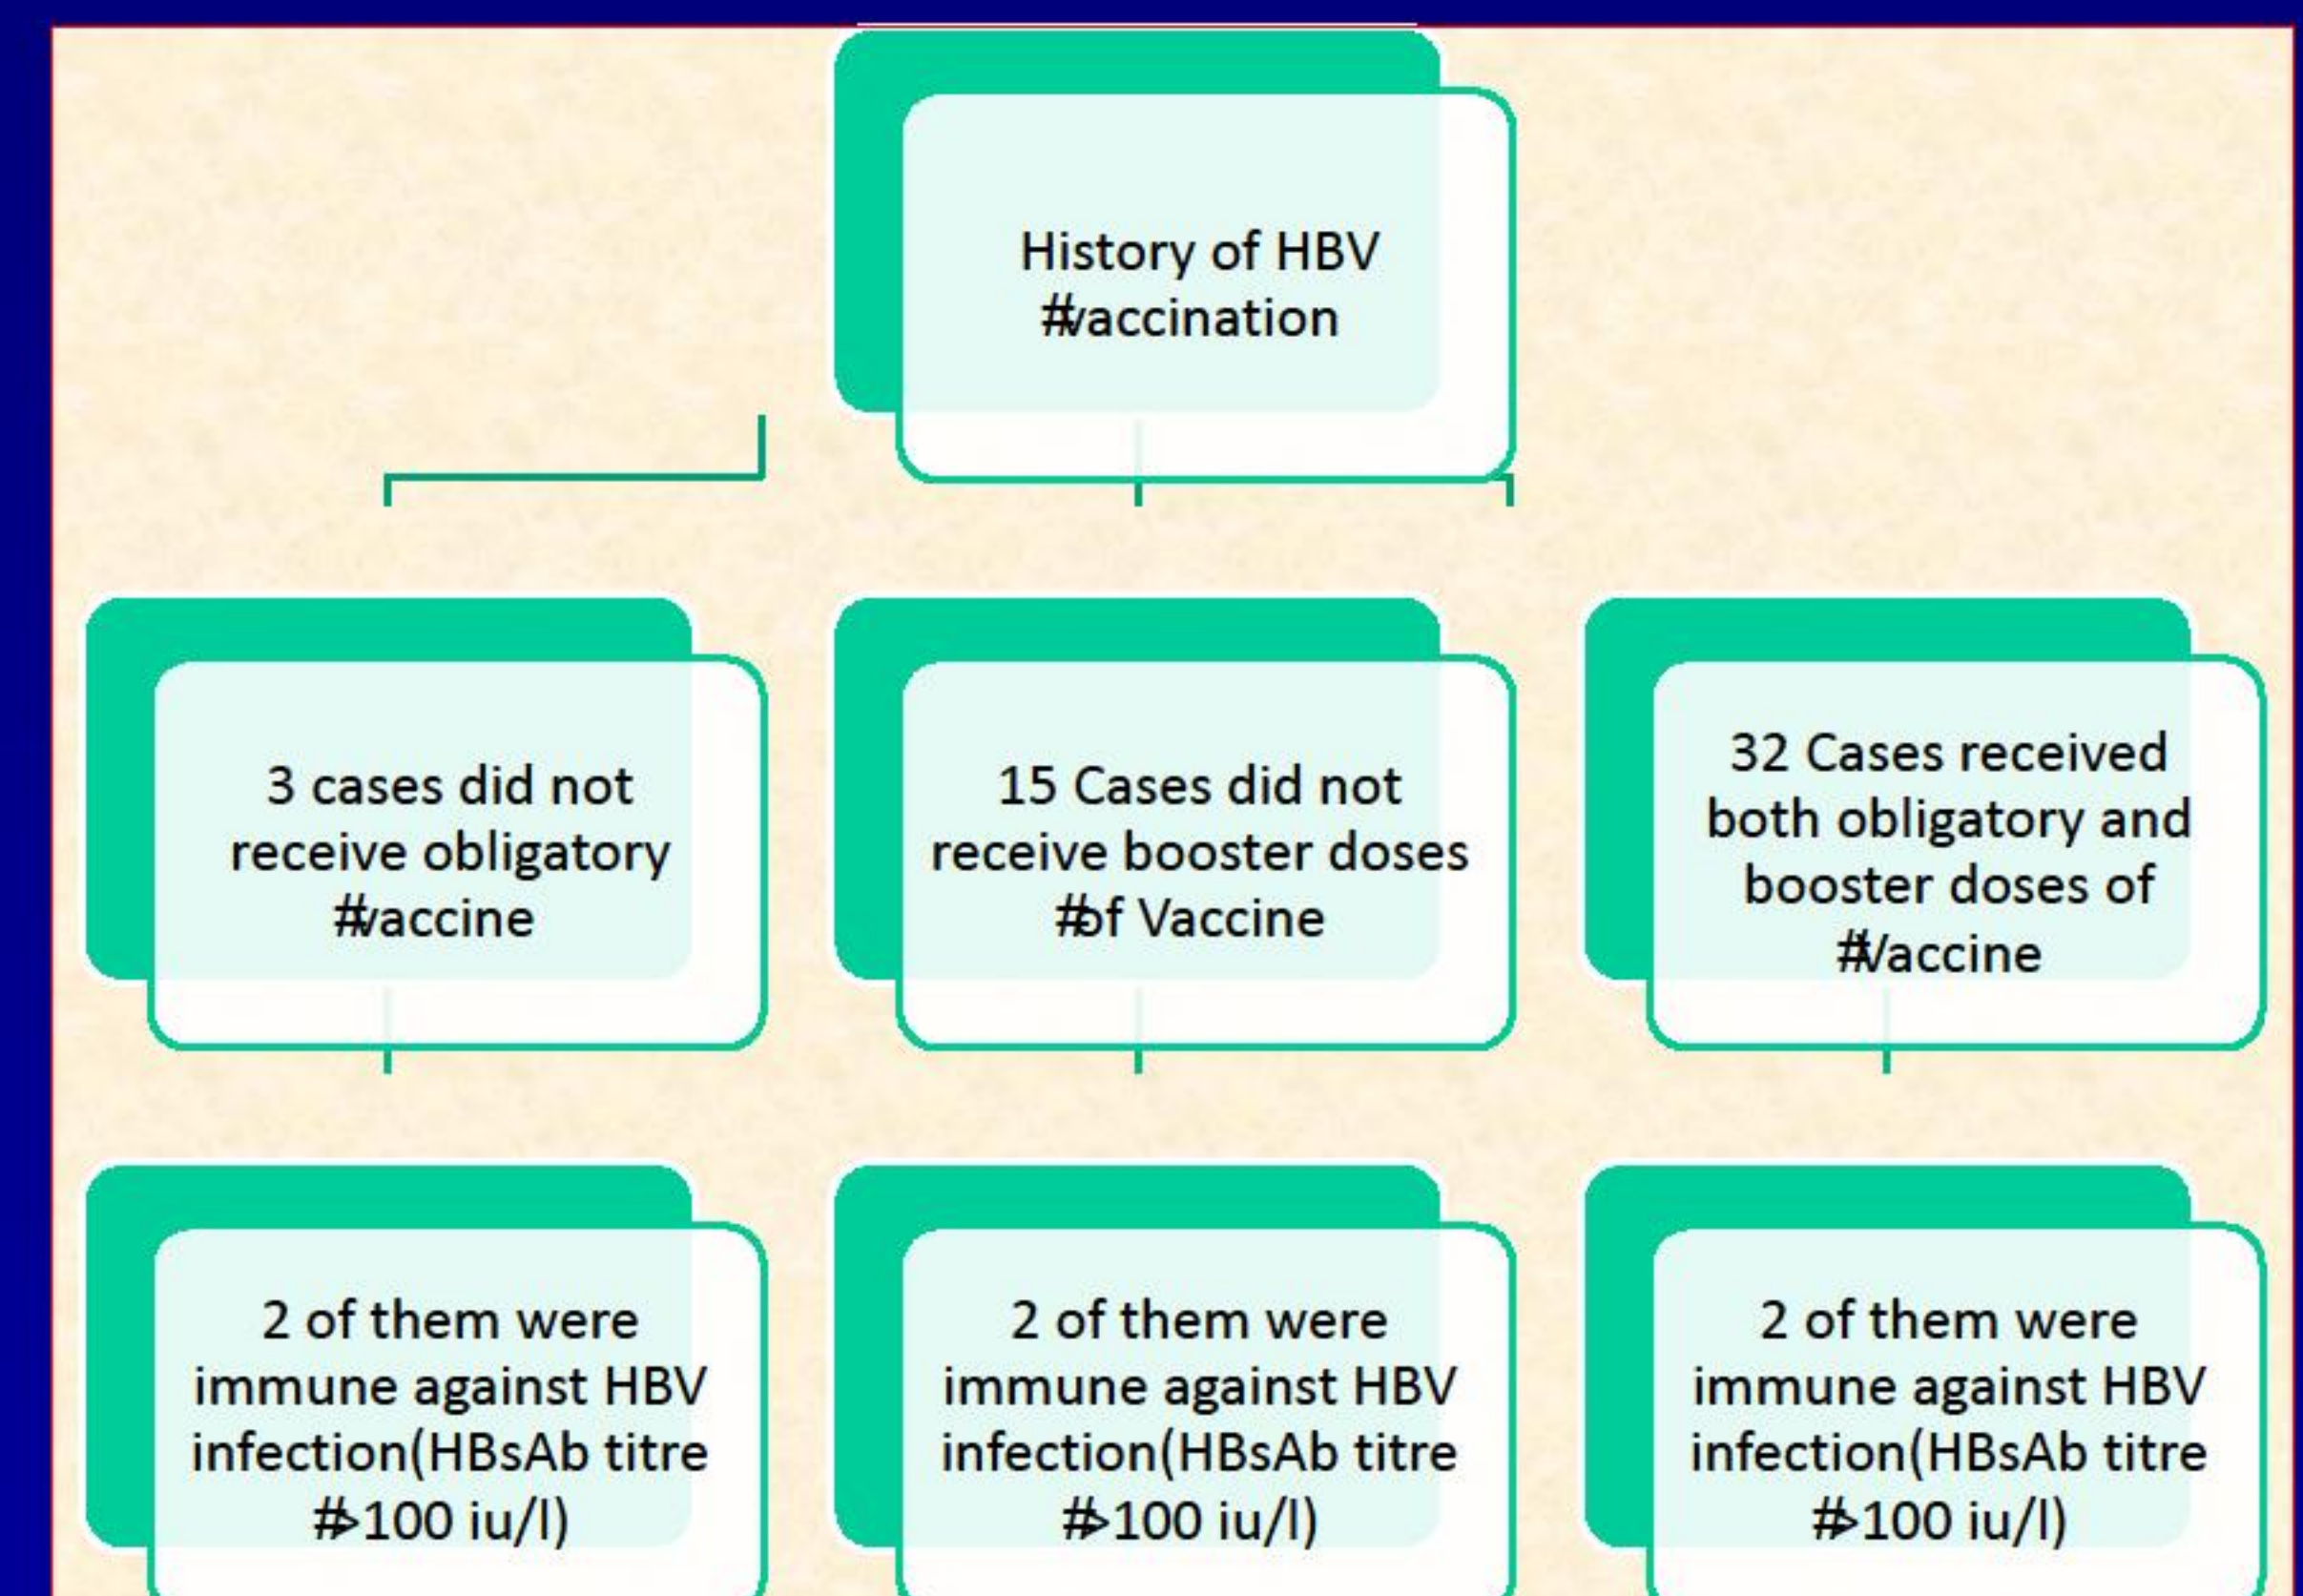 History of HBV
#vaccination
3 cases did not
receive obligatory
#vaccine
15 Cases did not
receive booster doses
#of Vaccine
32 Cases received
both obligatory and
booster doses of
#Vaccine
2 of them were
immune against HBV
infection(HBsAb titre
#>100 iu/l)
2 of them were
immune against HBV
infection(HBsAb titre
#>100 iu/l)
2 of them were
immune against HBV
infection(HBsAb titre
#>100 iu/l)